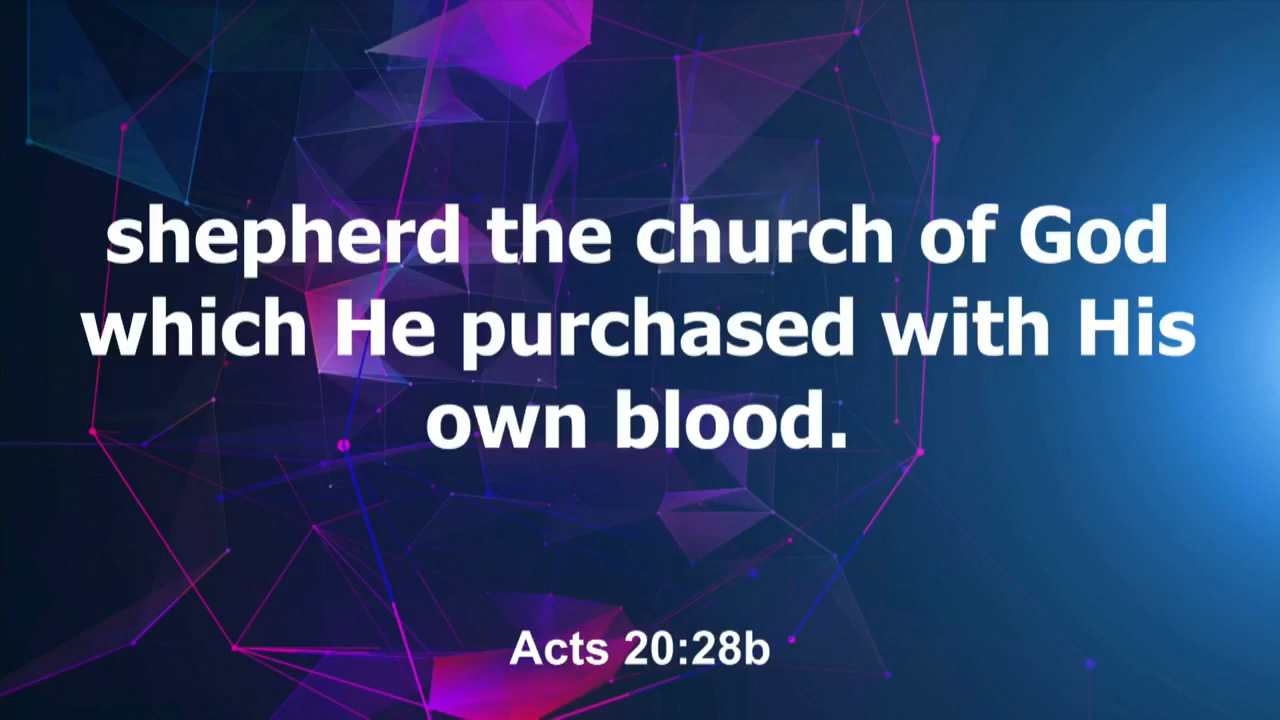 shepherd the church of God
which He purchased with His
own blood.
Acts 20:28b